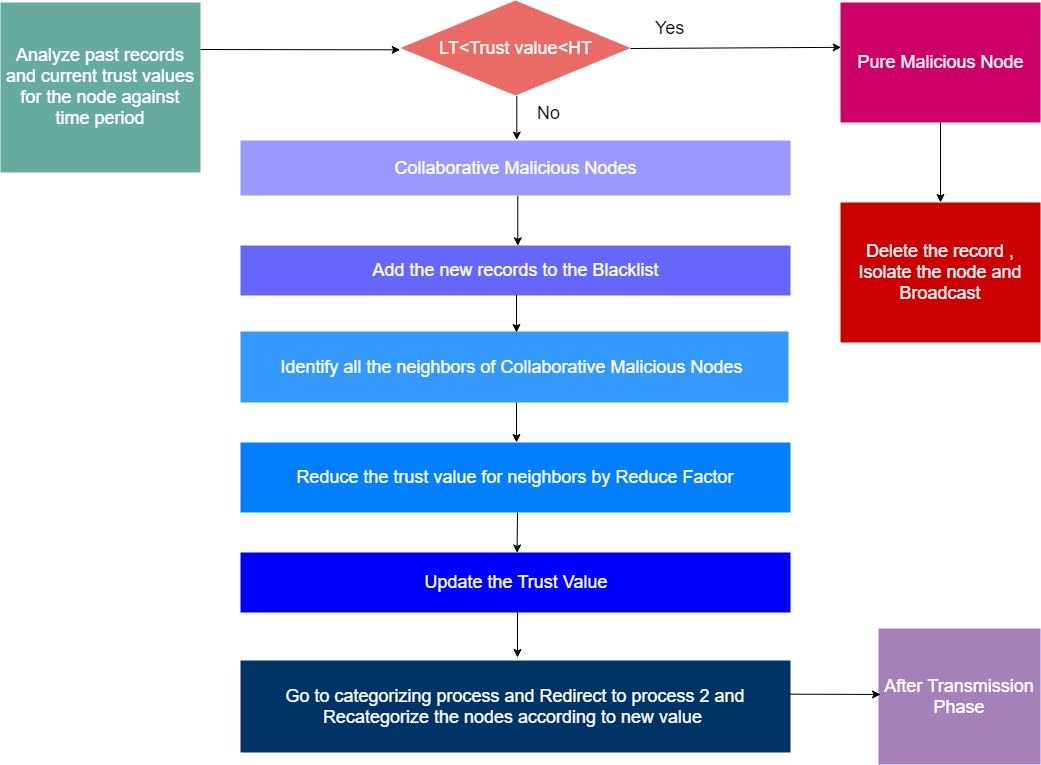 Analyze past records
and current trust values
for the node against
time period
LT<Trust value<HT
Yes
Pure Malicious Node
No
Collaborative Malicious Nodes
Add the new records to the Blacklist
Delete the record ,
Isolate the node and
Broadcast
Identify all the neighbors of Collaborative Malicious Nodes
Reduce the trust value for neighbors by Reduce Factor
Update the Trust Value
Go to categorizing process and Redirect to process 2 and
Recategorize the nodes according to new value
After Transmission
Phase